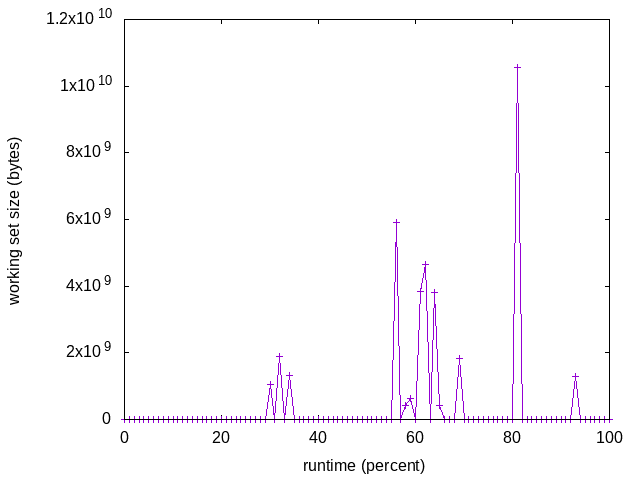 1.2x10^10
1x10^10
8x10^9
6x10^9
4x10^9
2x10^9
0
0 20 40 60 80 100
working set size (bytes)
runtime (percent)